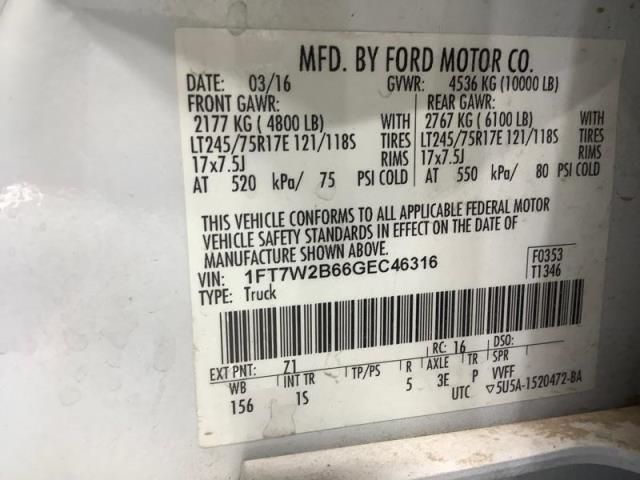 MFD. BY FORD MOTOR CO.
DATE: 03/16 GVWR: 4536 KG (10000 LB)
FRONT GAWR: REAR GAWR:
2177 KG ( 4800 LB) WITH 2767 KG ( 6100 LB) WITH
LT245/75R17E 121/118S TIRES LT245/75R17E 121/118S TIRES
17x7.5J RIMS 17x7.5J RIMS
AT 520 kPa/ 75 PSI COLD AT 550 kPa/ 80 PSI COLD
THIS VEHICLE CONFORMS TO ALL APPLICABLE FEDERAL MOTOR
VEHICLE SAFETY STANDARDS IN EFFECT ON THE DATE OF
MANUFACTURE SHOWN ABOVE.
VIN: 1FT7W2B66GEC46316 F0353
TYPE: Truck T1346
EXT PNT: Z1 RC: 16 DSO:
WB INT TR TP/PS R AXLE TR SPR
156 1S 5 3E P VVFF
UTC ▽5U5A-1520472-BA